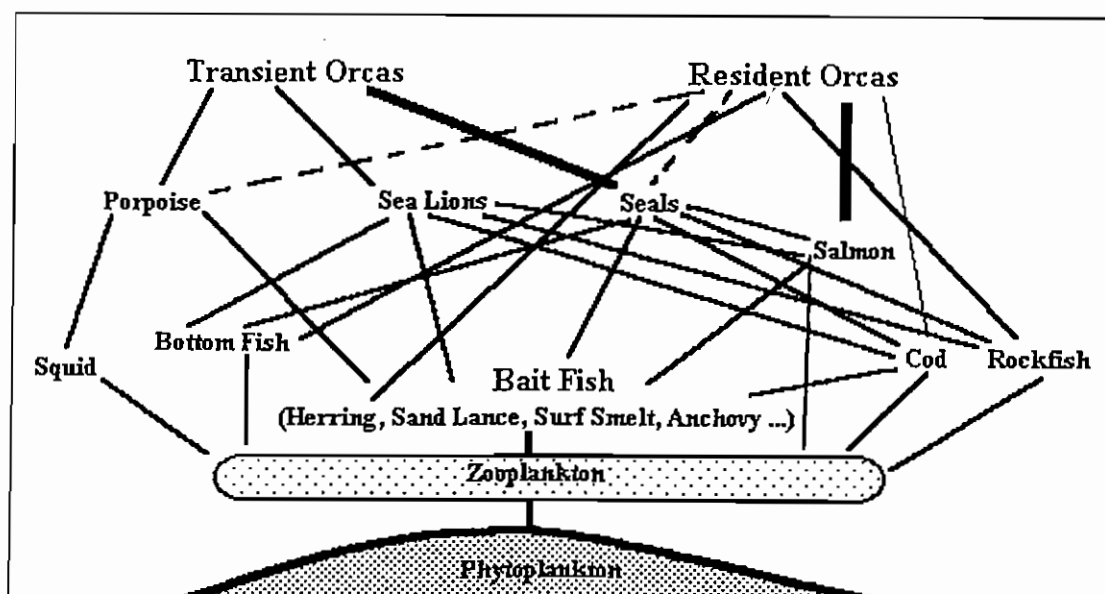 Transient Orcas
Resident Orcas
Porpoise
Sea Lions
Seals
Salmon
Bottom Fish
Squid
Cod
Rockfish
Bait Fish
(Herring, Sand Lance, Surf Smelt, Anchovy ...)
Zooplankton
Phytoplankton